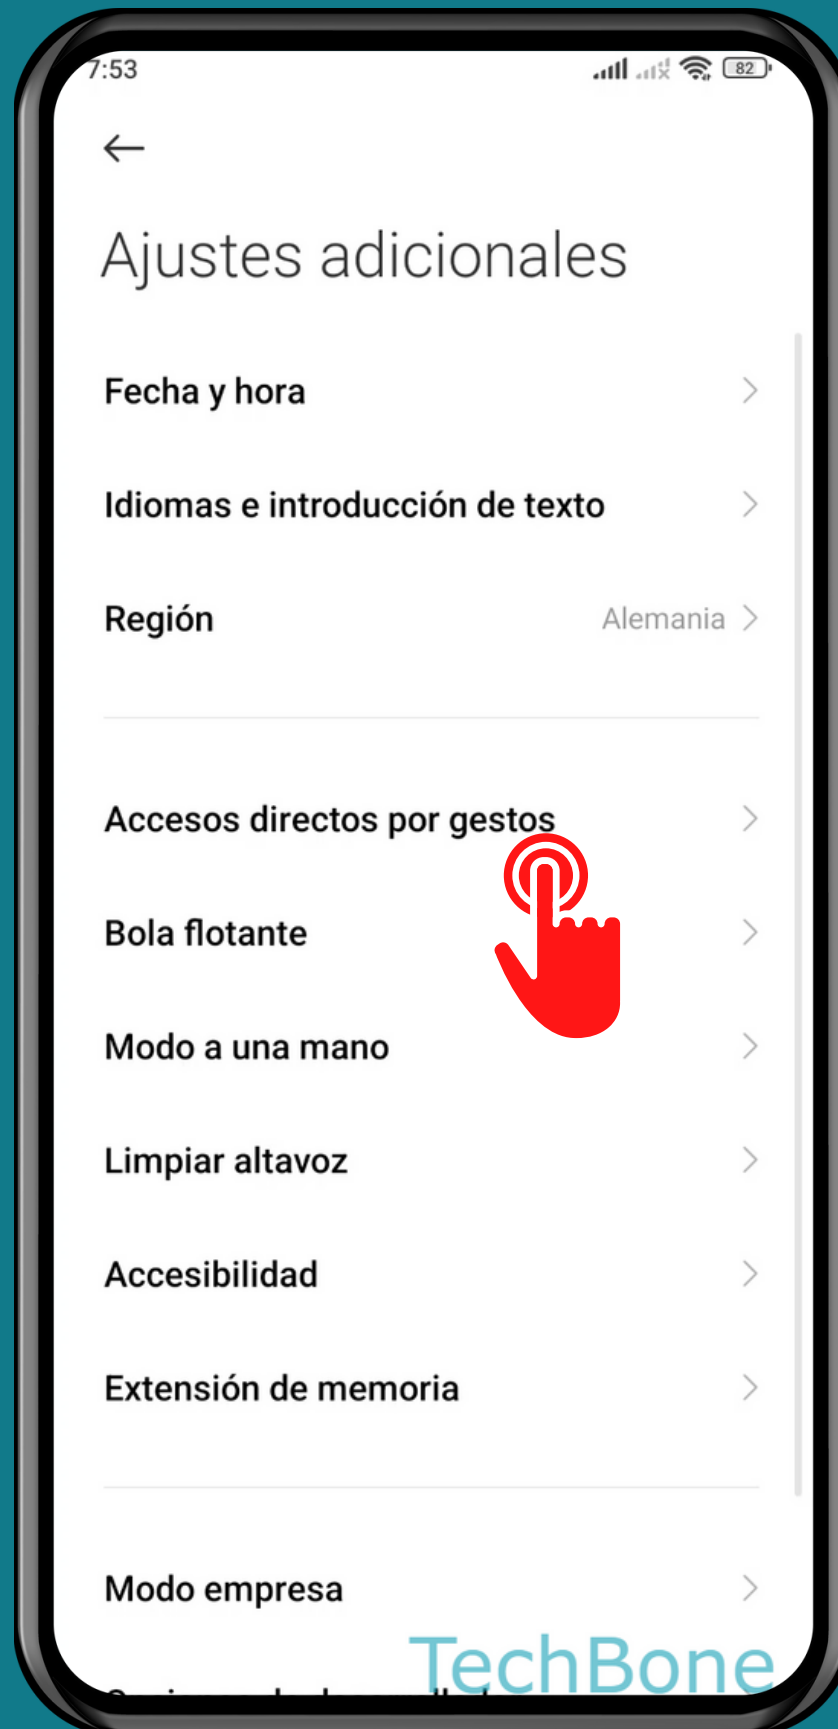 7:53
82
Ajustes adicionales
Fecha y hora
Idiomas e introducción de texto
Región
Alemania
Accesos directos por gestos
Bola flotante
Modo a una mano
Limpiar altavoz
Accesibilidad
Extensión de memoria
Modo empresa
TechBone